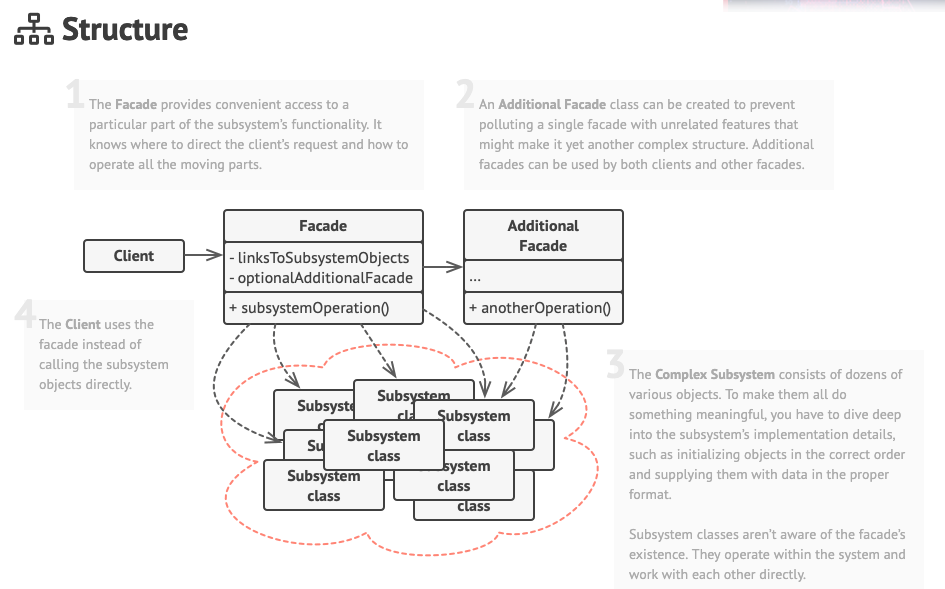 Structure
1
The Facade provides convenient access to a
particular part of the subsystem's functionality. It
knows where to direct the client's request and how to
operate all the moving parts.
2
An Additional Facade class can be created to prevent
polluting a single facade with unrelated features that
might make it yet another complex structure. Additional
facades can be used by both clients and other facades.
Client
Facade
- linksToSubsystemObjects
- optionalAdditionalFacade
+ subsystemOperation()
Additional
Facade
...
+ anotherOperation()
4
The Client uses the
facade instead of
calling the subsystem
objects directly.
3
The Complex Subsystem consists of dozens of
various objects. To make them all do
something meaningful, you have to dive deep
into the subsystem's implementation details,
such as initializing objects in the correct order
and supplying them with data in the proper
format.
Subsystem classes aren't aware of the facade's
existence. They operate within the system and
work with each other directly.
Subsystem
Subsystem
class
Subsystem
class
Subsystem
class
class